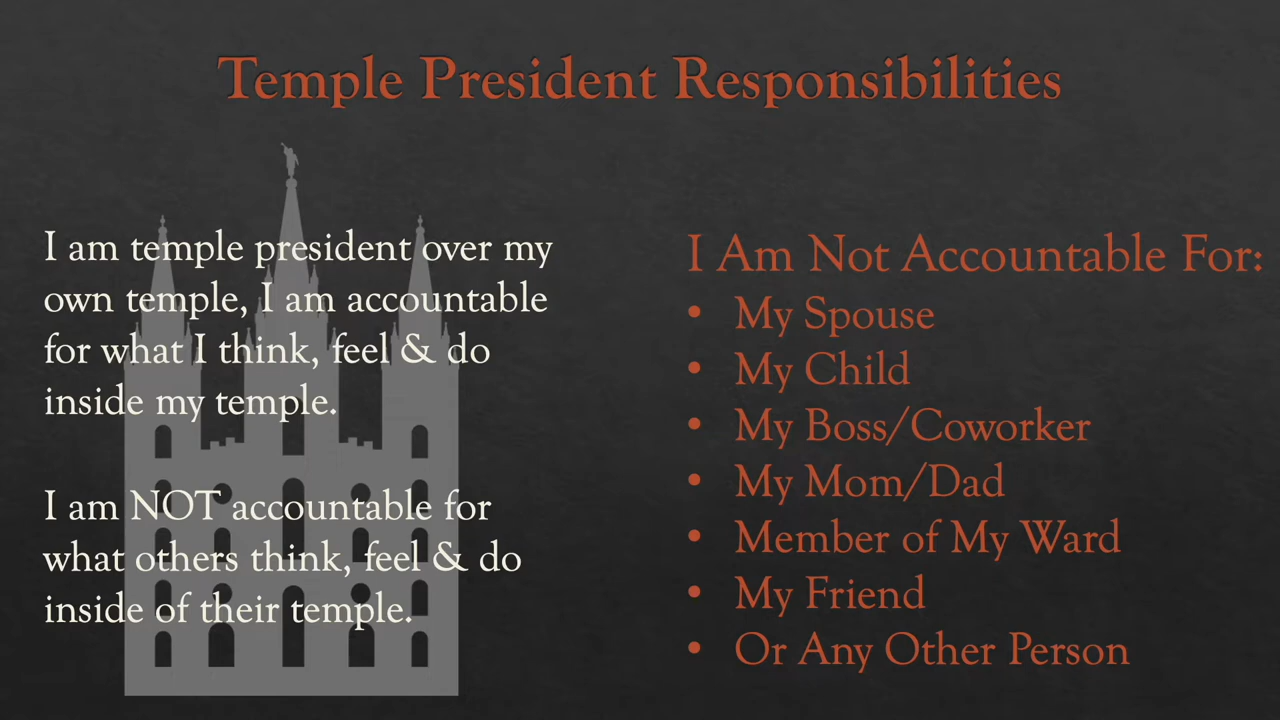 Temple President Responsibilities
I am temple president over my
own temple, I am accountable
for what I think, feel & do
inside my temple.
I am NOT accountable for
what others think, feel & do
inside of their temple.
I Am Not Accountable For:
• My Spouse
• My Child
• My Boss/Coworker
• My Mom/Dad
• Member of My Ward
• My Friend
• Or Any Other Person